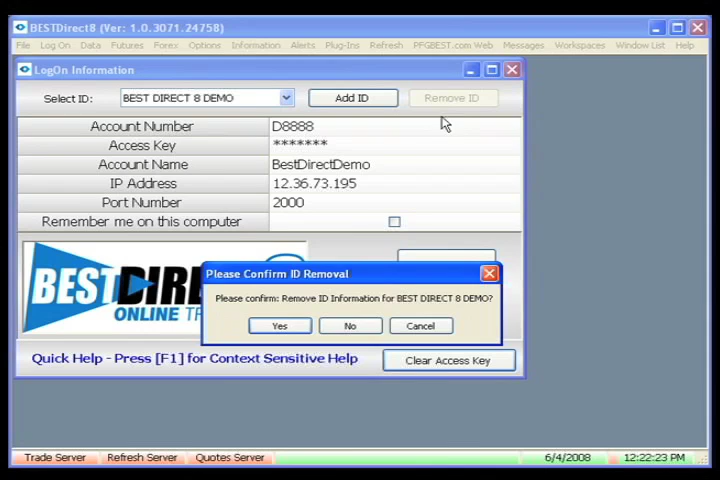 BESTDirect8 (Ver: 1.0.3071.24758)
File Log On Data Futures Forex Options Information Alerts Plug-Ins Refresh PFGBEST.com Web Messages Workspaces Window List Help
LogOn Information
Select ID: BEST DIRECT 8 DEMO Add ID Remove ID
Account Number D8888
Access Key *******
Account Name BestDirectDemo
IP Address 12.36.73.195
Port Number 2000
Remember me on this computer
BESTDIR
ONLINE T
Please Confirm ID Removal
Please confirm: Remove ID Information for BEST DIRECT 8 DEMO?
Yes No Cancel
Quick Help - Press [F1] for Context Sensitive Help Clear Access Key
Trade Server Refresh Server Quotes Server 6/4/2008 12:22:23 PM